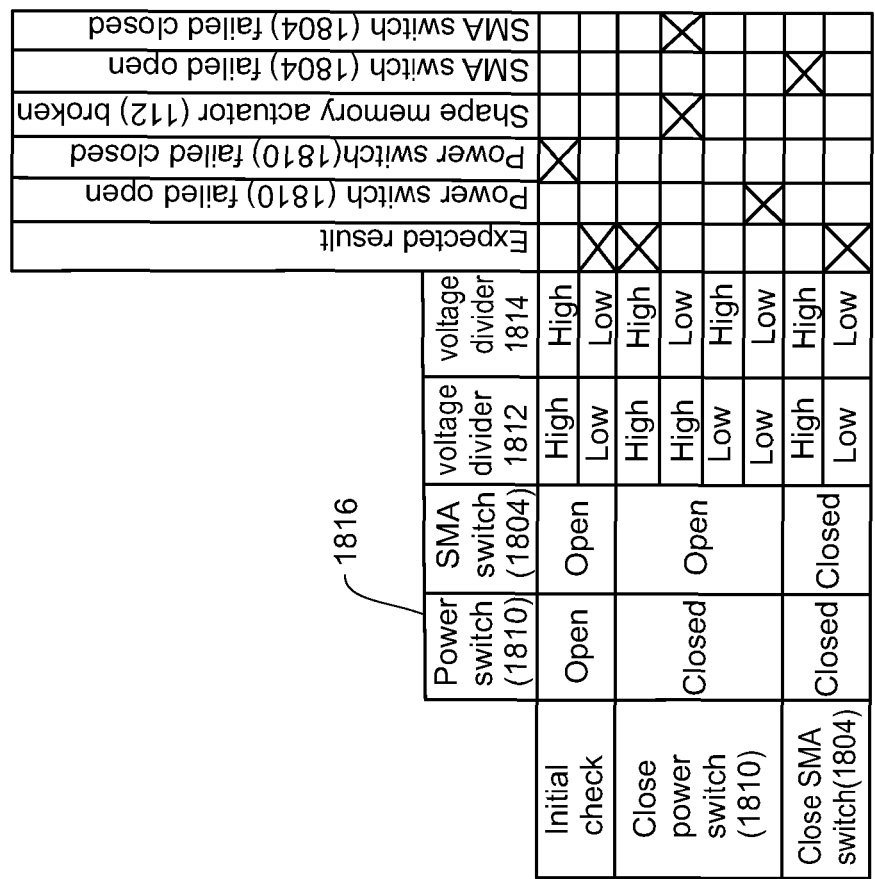 1816
Power
switch
(1810)
SMA
switch
(1804)
voltage
divider
1812
voltage
divider
1814
Expected result
Power switch (1810) failed open
Power switch(1810) failed closed
Shape memory actuator (112) broken
SMA switch (1804) failed open
SMA switch (1804) failed closed
Initial
check
Open
Open
High
High
Low
Low
Close
power
switch
(1810)
Closed
Open
High
High
High
Low
Low
High
Low
Low
Close SMA
switch(1804)
Closed
Closed
High
High
Low
Low